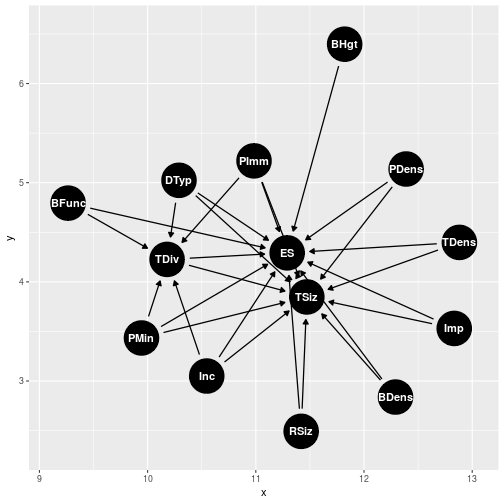 BHgt
PImm
PDens
DTyp
BFunc
TDens
ES
TDiv
TSiz
Imp
PMin
Inc
BDens
RSiz
6
5
4
3
y
9
10
11
12
13
x